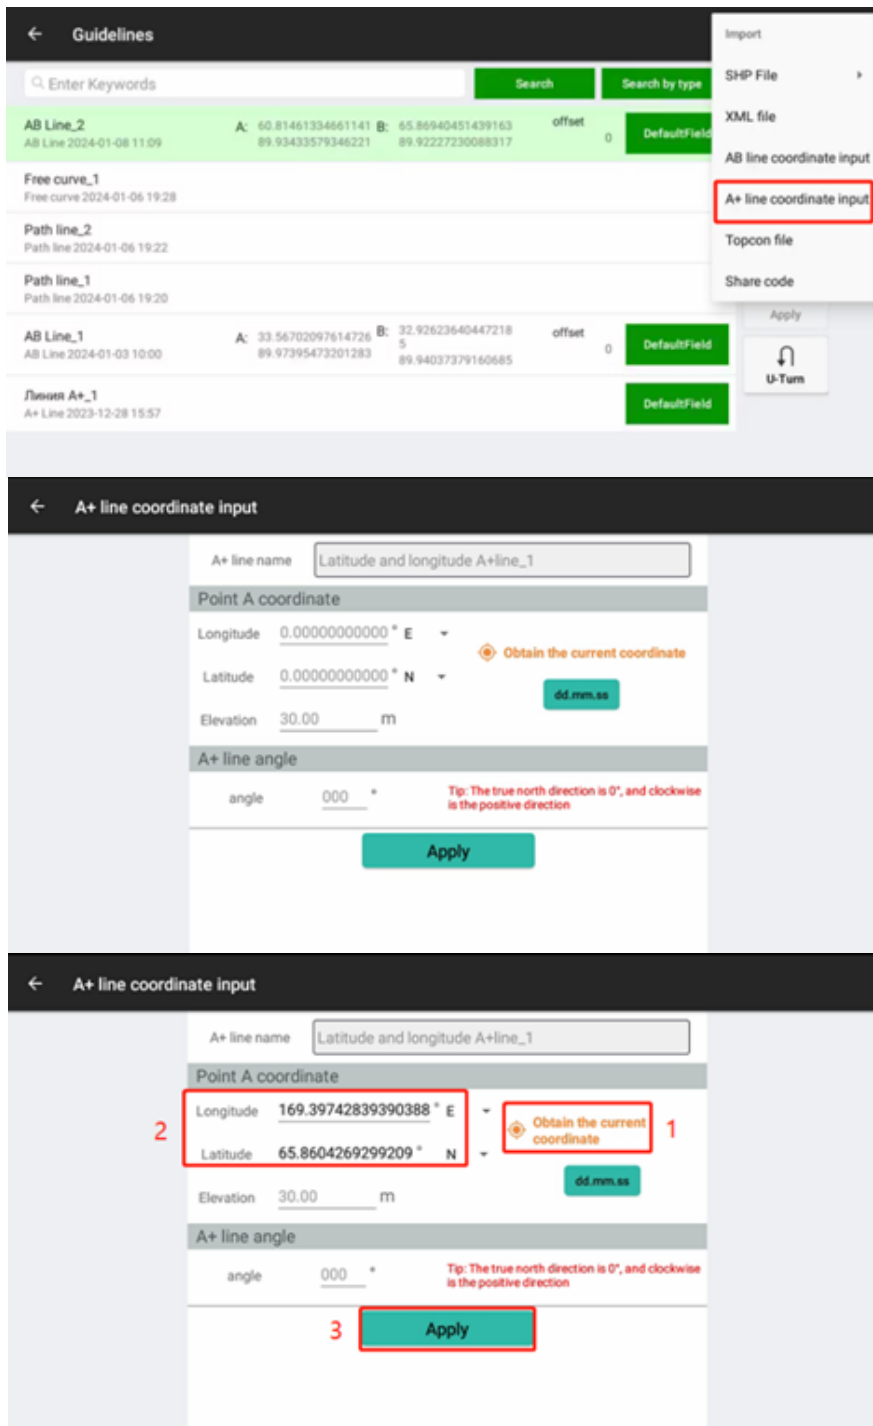 Guidelines
Import
Enter Keywords
Search
Search by type
SHP File
XML file
AB line coordinate input
A+ line coordinate input
Topcon file
Share code
AB Line_2
AB Line 2024-01-08 11:09
A: 60.81461334661141 B: 65.86940451439163
89.93433579346221 89.92227230088317
offset
0
DefaultField
Free curve_1
Free curve 2024-01-06 19:28
Path line_2
Path line 2024-01-06 19:22
Path line_1
Path line 2024-01-06 19:20
Apply
AB Line_1
AB Line 2024-01-03 10:00
A: 33.56702097614726 B: 32.92623640447218
5
89.97395473201283 89.94037379160685
offset
0
DefaultField
U-Turn
Линия A+_1
A+ Line 2023-12-28 15:57
DefaultField
A+ line coordinate input
A+ line name Latitude and longitude A+line_1
Point A coordinate
Longitude 0.00000000000 ° E
Obtain the current coordinate
Latitude 0.00000000000 ° N
dd.mm.ss
Elevation 30.00 m
A+ line angle
angle 000 °
Tip: The true north direction is 0°, and clockwise
is the positive direction
Apply
A+ line coordinate input
A+ line name Latitude and longitude A+line_1
Point A coordinate
2
Longitude 169.39742839390388 ° E
Latitude 65.8604269299209 ° N
Obtain the current
coordinate
1
dd.mm.ss
Elevation 30.00 m
A+ line angle
angle 000 °
Tip: The true north direction is 0°, and clockwise
is the positive direction
3
Apply